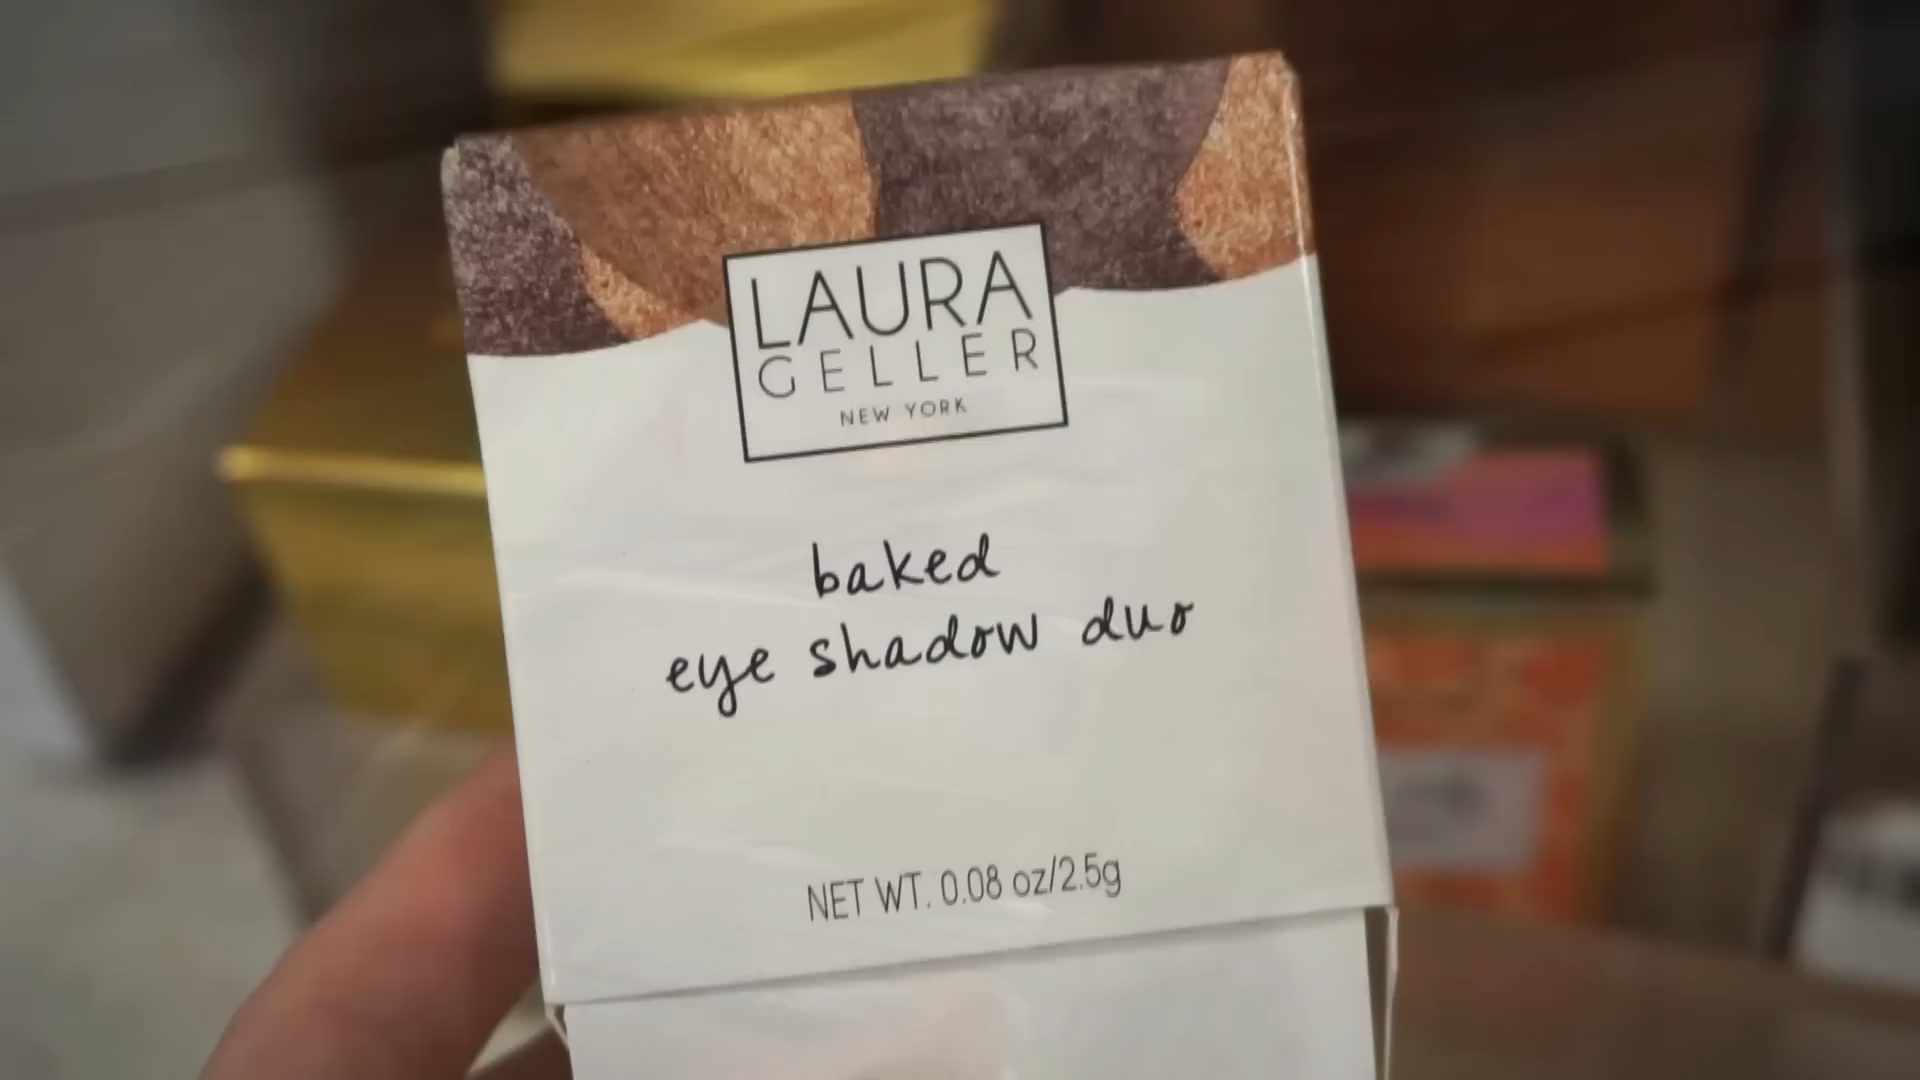 LAURA
GELLER
NEW YORK
baked
eye shadow duo
NET WT. 0.08 oz/2.5g